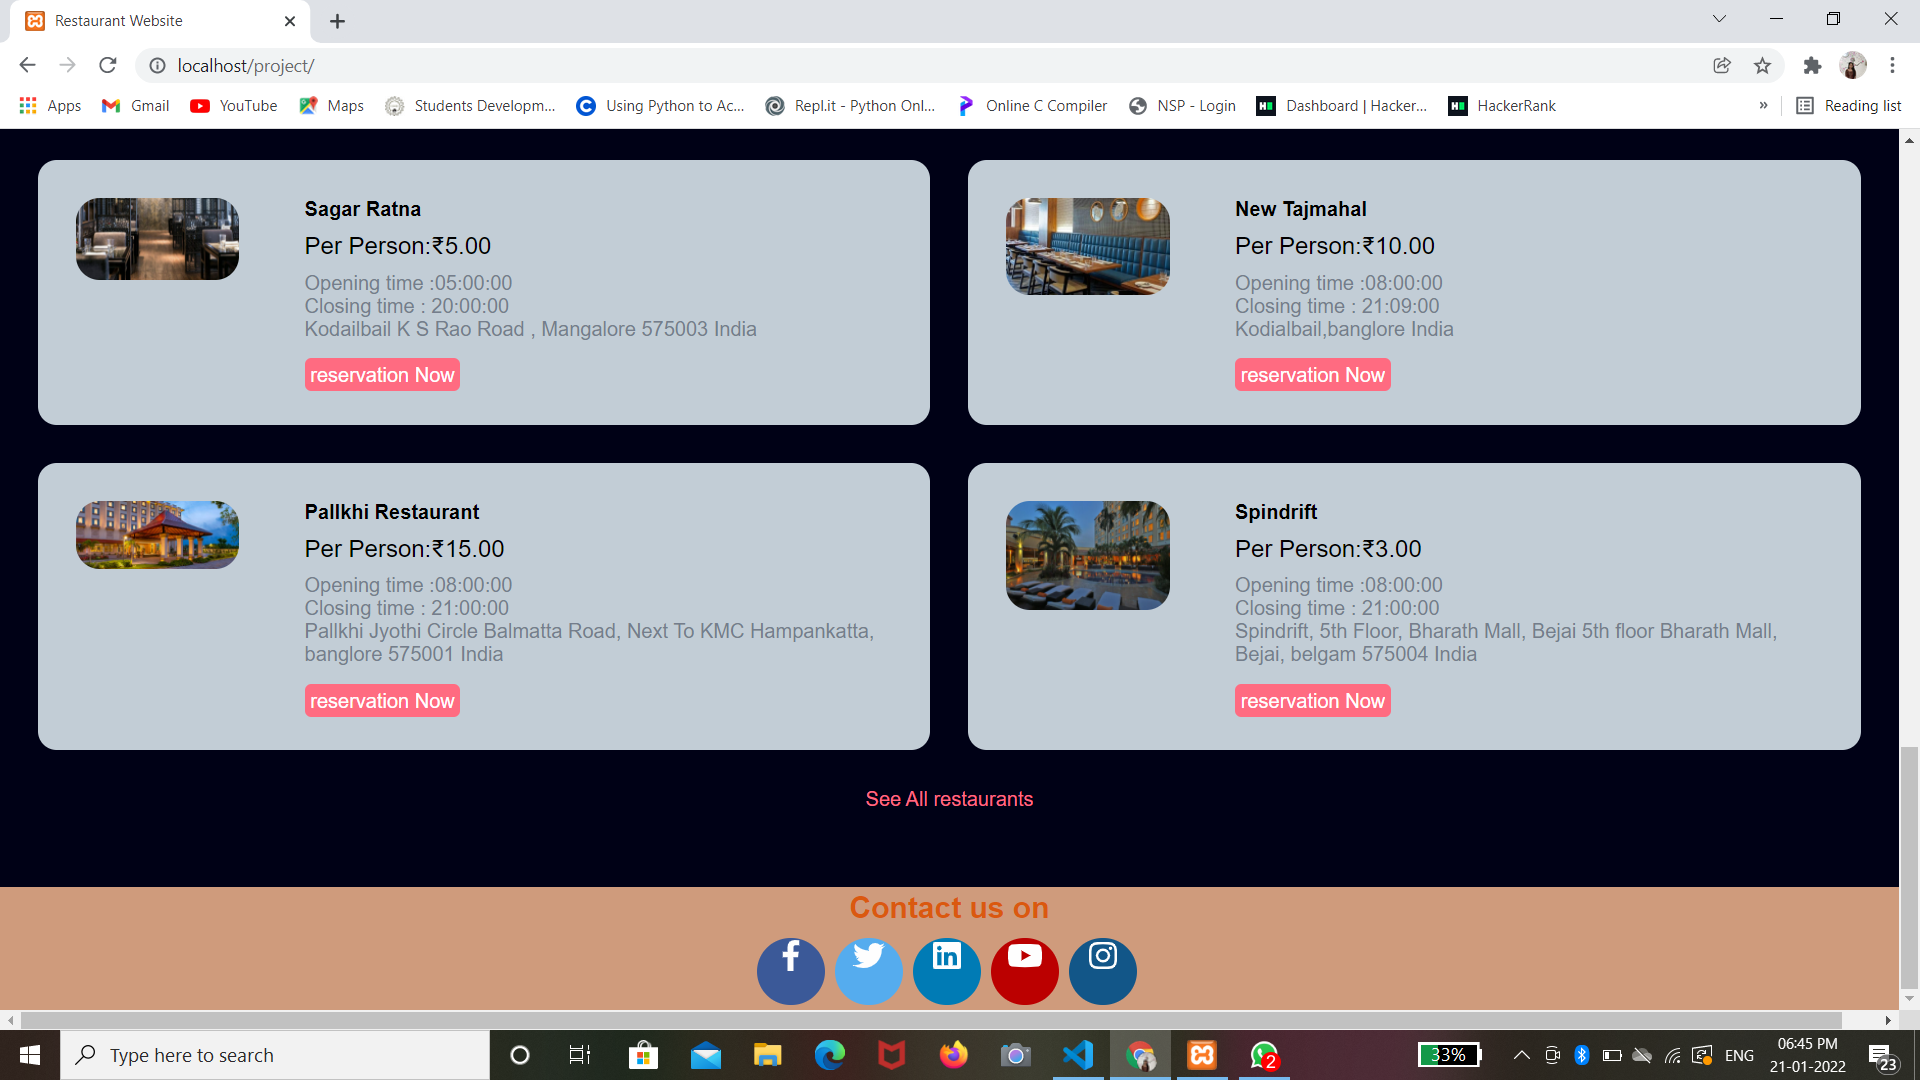 Restaurant Website
localhost/project/
Apps
Gmail
YouTube
Maps
Students Developm...
Using Python to Ac...
Repl.it - Python Onl...
Online C Compiler
NSP - Login
Dashboard | Hacker...
HackerRank
»
Reading list
Sagar Ratna
Per Person:₹5.00
Opening time :05:00:00
Closing time : 20:00:00
Kodailbail K S Rao Road , Mangalore 575003 India
reservation Now
New Tajmahal
Per Person:₹10.00
Opening time :08:00:00
Closing time : 21:09:00
Kodialbail,banglore India
reservation Now
Pallkhi Restaurant
Per Person:₹15.00
Opening time :08:00:00
Closing time : 21:00:00
Pallkhi Jyothi Circle Balmatta Road, Next To KMC Hampankatta,
banglore 575001 India
reservation Now
Spindrift
Per Person:₹3.00
Opening time :08:00:00
Closing time : 21:00:00
Spindrift, 5th Floor, Bharath Mall, Bejai 5th floor Bharath Mall,
Bejai, belgam 575004 India
reservation Now
See All restaurants
Contact us on
Type here to search
2
33%
ENG
06:45 PM
21-01-2022
23